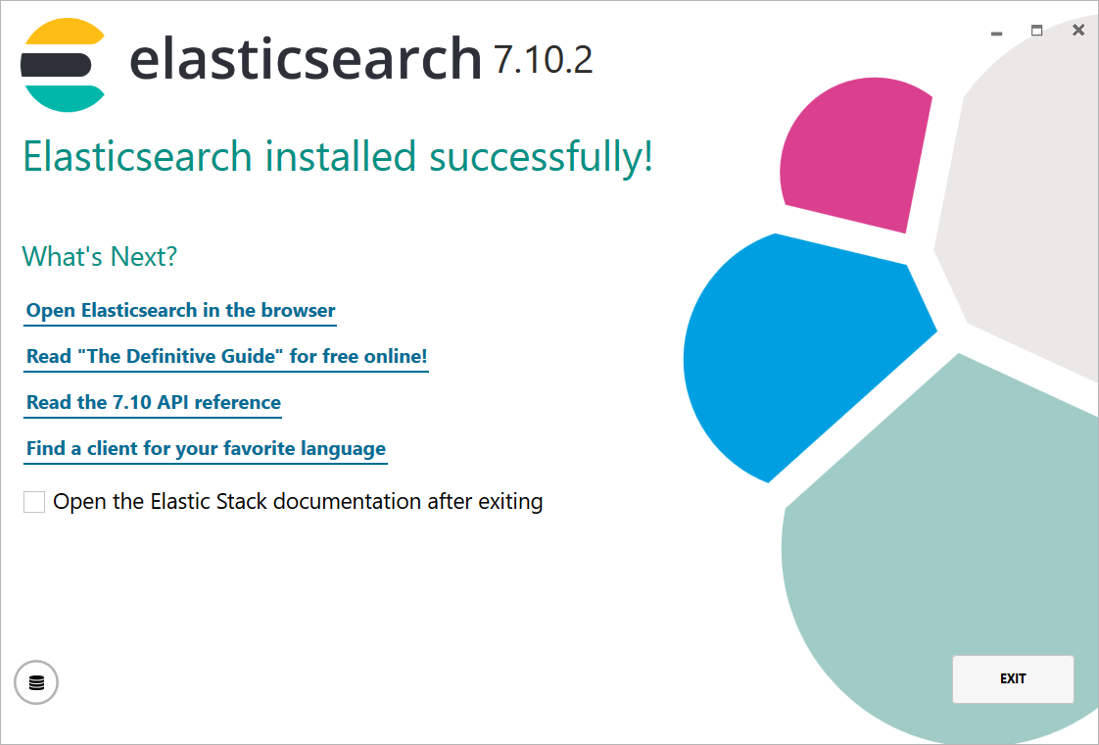 elasticsearch 7.10.2
Elasticsearch installed successfully!
What's Next?
Open Elasticsearch in the browser
Read "The Definitive Guide" for free online!
Read the 7.10 API reference
Find a client for your favorite language
Open the Elastic Stack documentation after exiting
EXIT